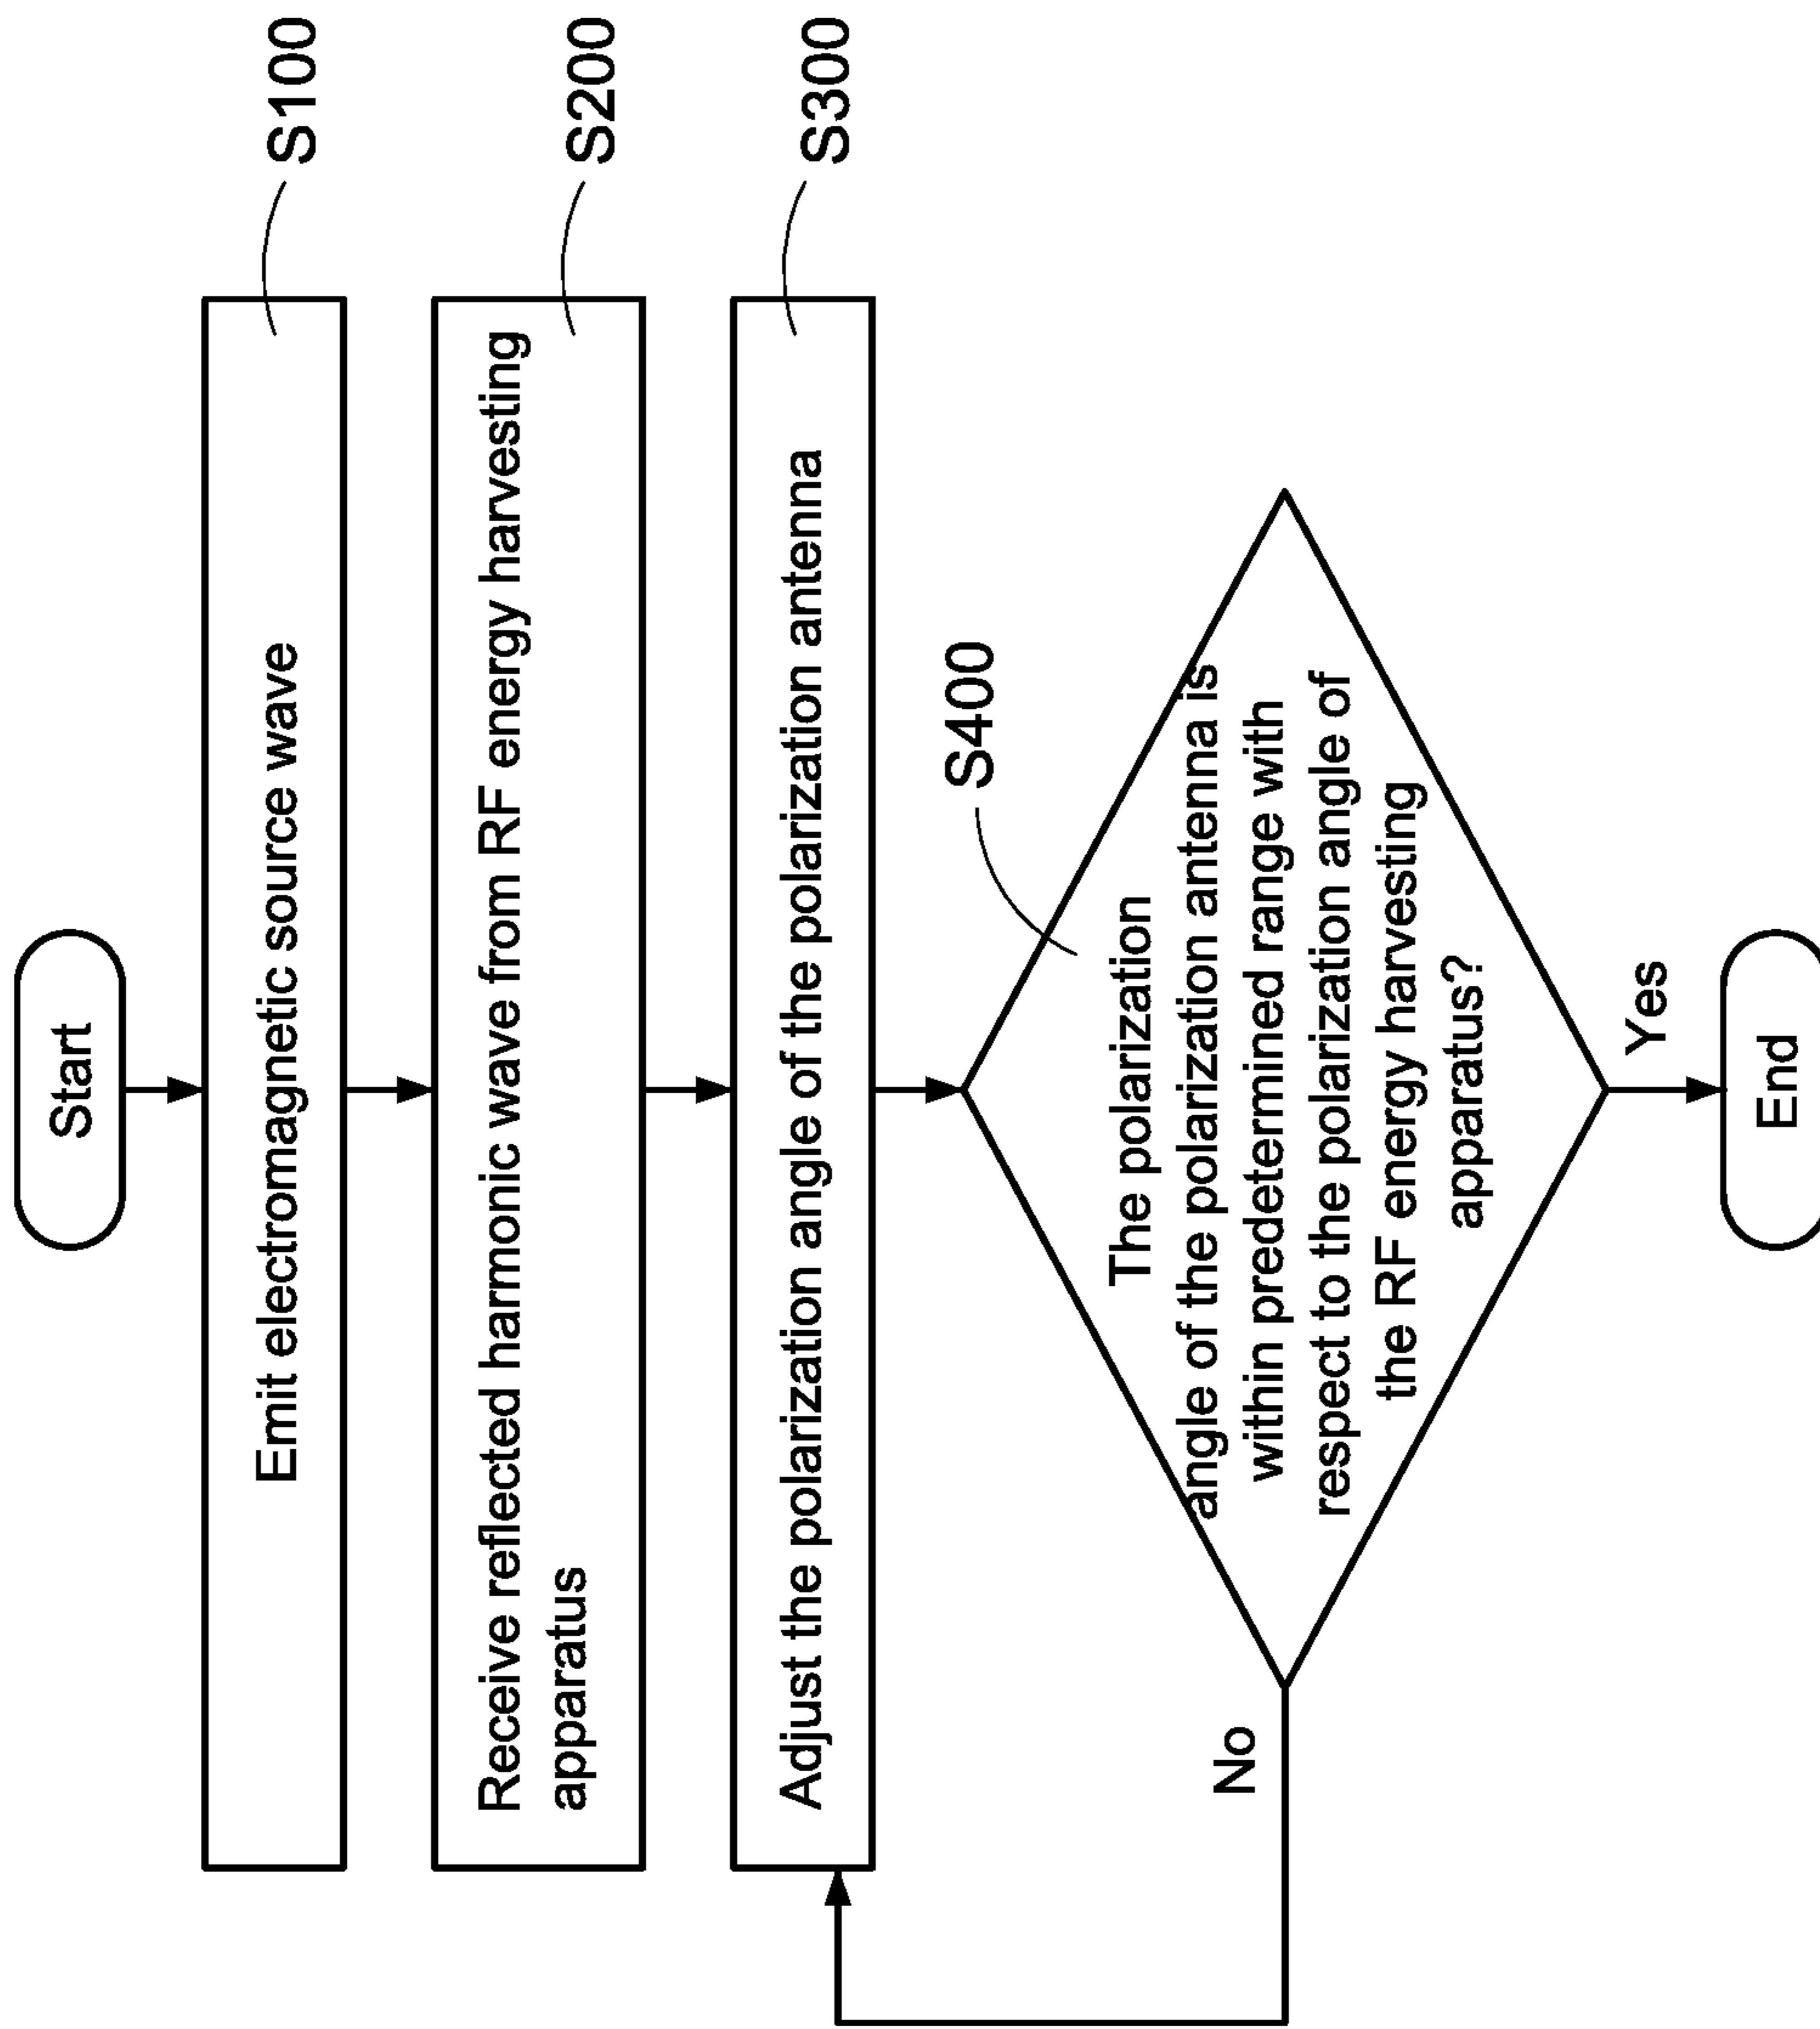 Start
Emit electromagnetic source wave
S100
Receive reflected harmonic wave from RF energy harvesting
apparatus
S200
Adjust the polarization angle of the polarization antenna
S300
S400
The polarization
angle of the polarization antenna is
within predetermined range with
respect to the polarization angle of
the RF energy harvesting
apparatus?
No
Yes
End